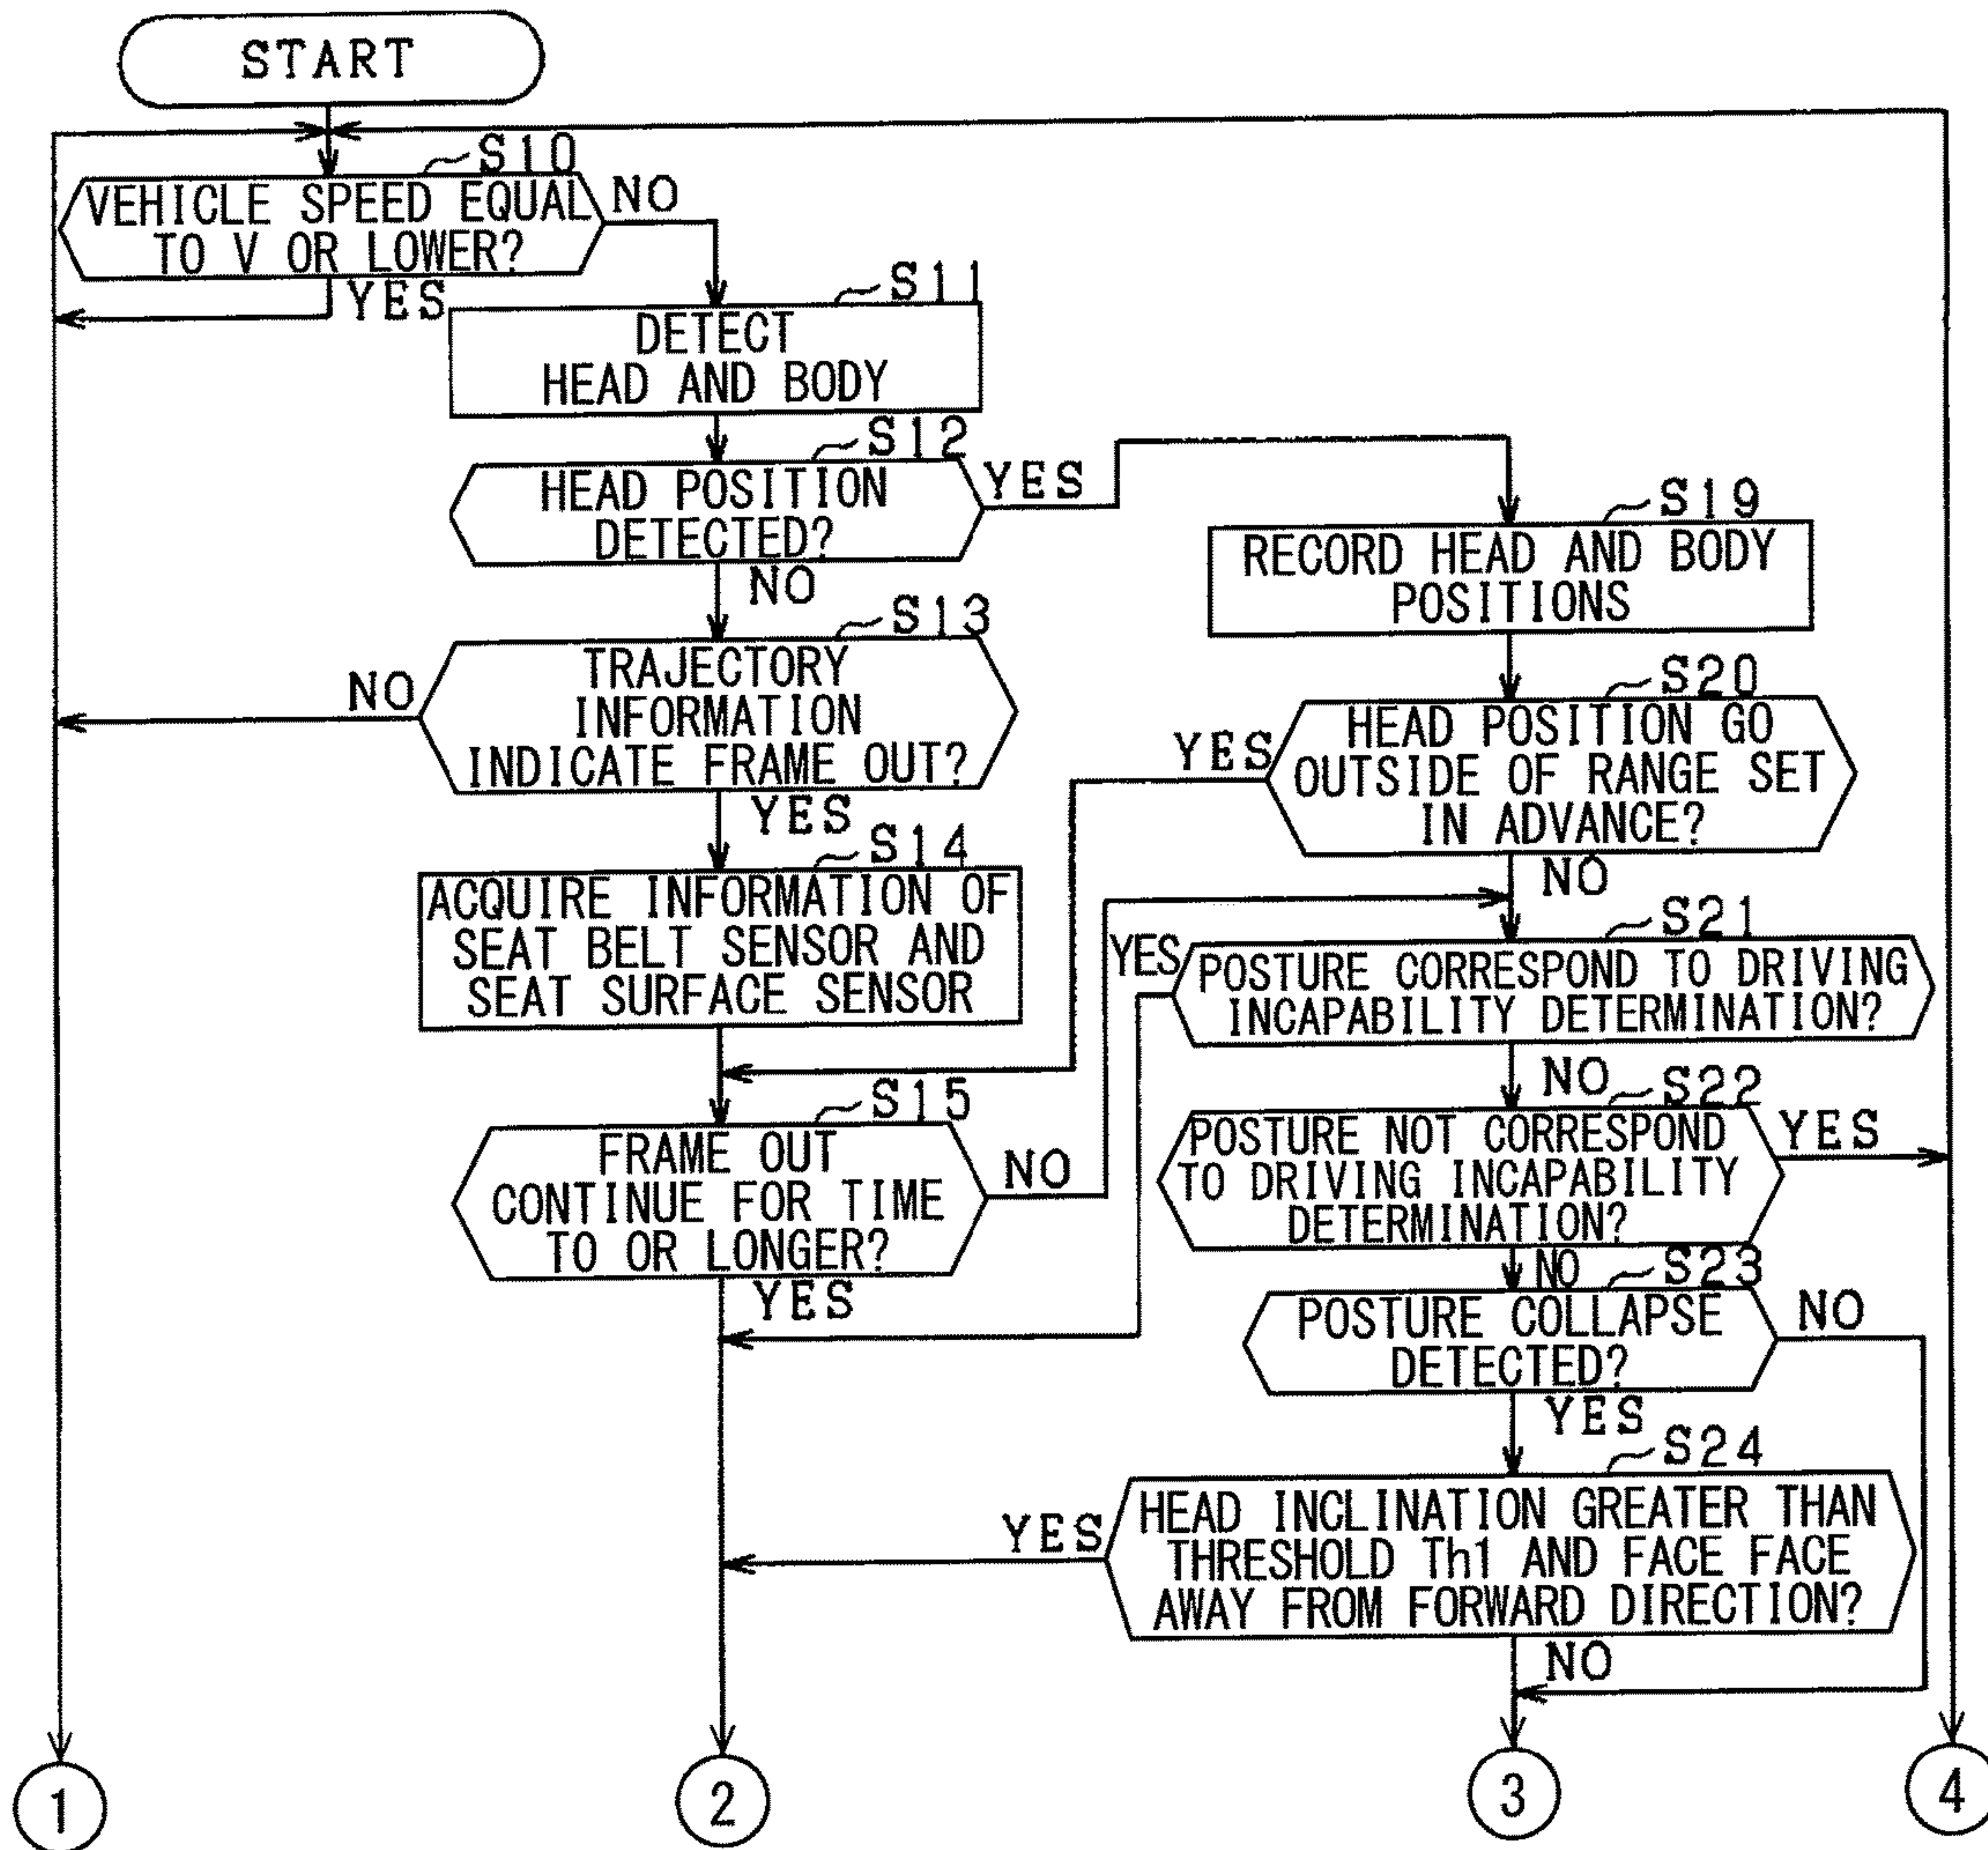 START
S10
VEHICLE SPEED EQUAL
TO V OR LOWER?
NO
YES
S11
DETECT
HEAD AND BODY
S12
HEAD POSITION
DETECTED?
YES
NO
S13
TRAJECTORY
INFORMATION
INDICATE FRAME OUT?
NO
YES
S14
ACQUIRE INFORMATION OF
SEAT BELT SENSOR AND
SEAT SURFACE SENSOR
S15
FRAME OUT
CONTINUE FOR TIME
TO OR LONGER?
NO
YES
S19
RECORD HEAD AND BODY
POSITIONS
S20
HEAD POSITION GO
OUTSIDE OF RANGE SET
IN ADVANCE?
YES
NO
S21
POSTURE CORRESPOND TO DRIVING
INCAPABILITY DETERMINATION?
YES
NO
S22
POSTURE NOT CORRESPOND
TO DRIVING INCAPABILITY
DETERMINATION?
YES
NO
S23
POSTURE COLLAPSE
DETECTED?
NO
YES
S24
HEAD INCLINATION GREATER THAN
THRESHOLD Th1 AND FACE FACE
AWAY FROM FORWARD DIRECTION?
YES
NO
1
2
3
4